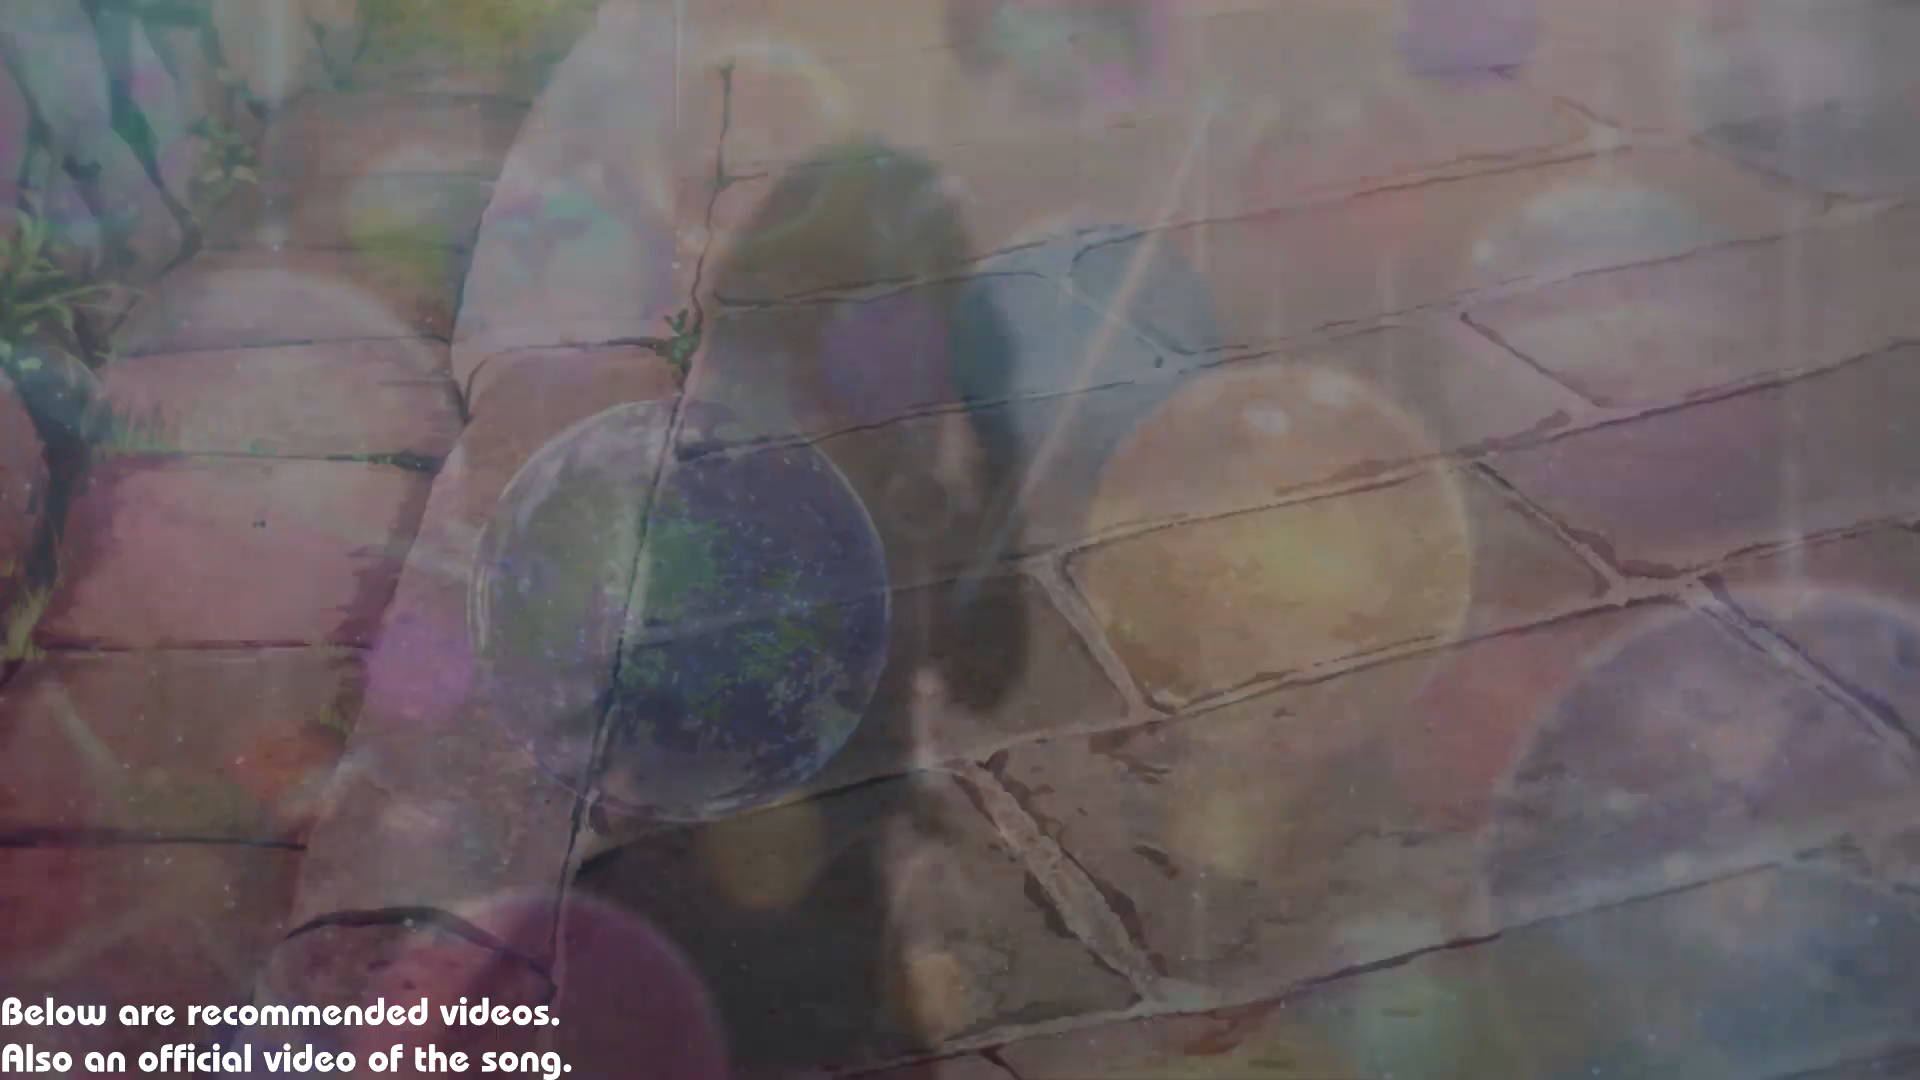 Below are recommended videos.
Also an official video of the song.